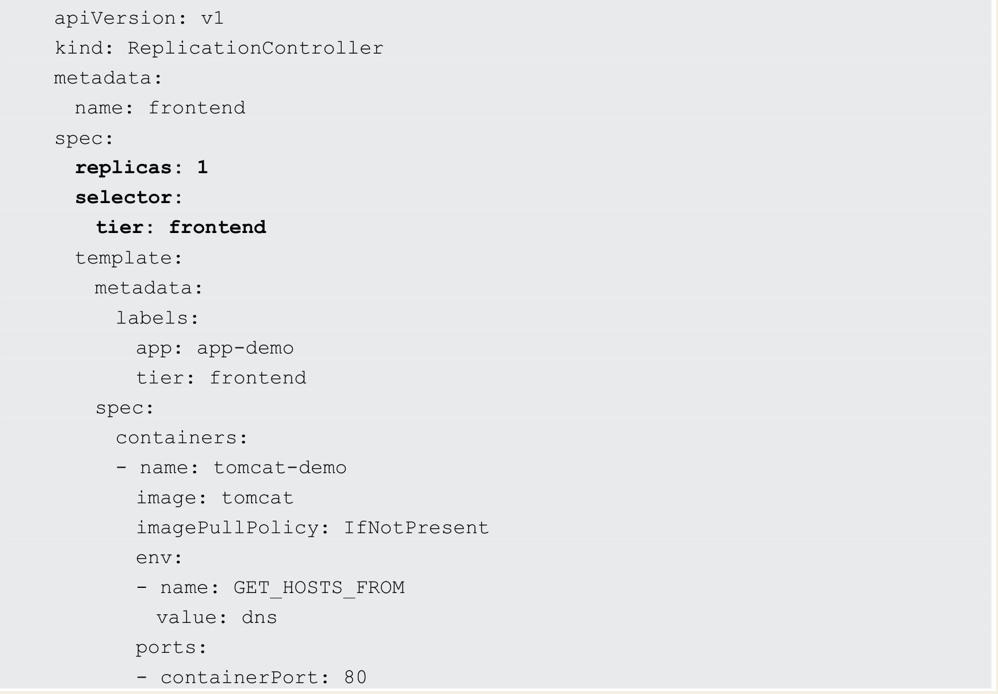 apiVersion: v1
kind: ReplicationController
metadata:
  name: frontend
spec:
  replicas: 1
  selector:
    tier: frontend
  template:
    metadata:
      labels:
        app: app-demo
        tier: frontend
    spec:
      containers:
      - name: tomcat-demo
        image: tomcat
        imagePullPolicy: IfNotPresent
        env:
        - name: GET_HOSTS_FROM
          value: dns
        ports:
        - containerPort: 80